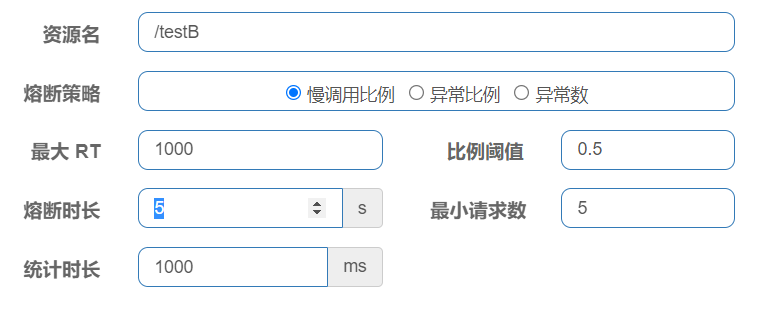 资源名 /testB
熔断策略 慢调用比例 异常比例 异常数
最大 RT 1000 比例阈值 0.5
熔断时长 5 s 最小请求数 5
统计时长 1000 ms